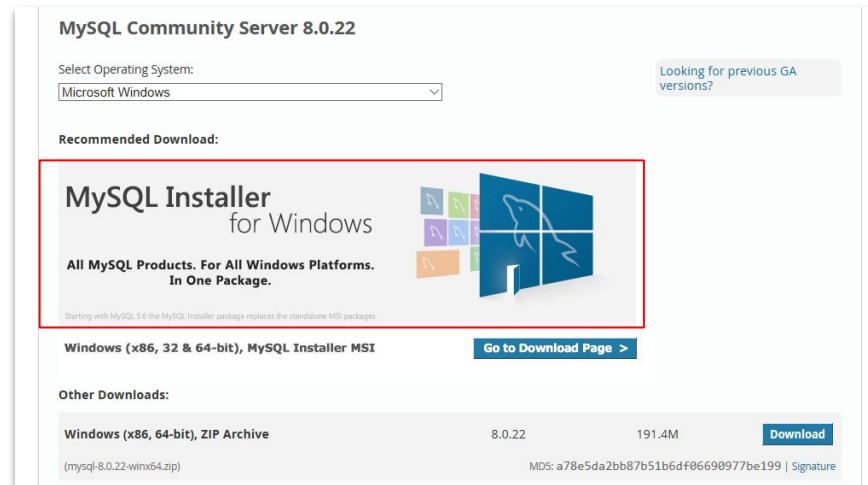 MySQL Community Server 8.0.22
Select Operating System:
Microsoft Windows
Looking for previous GA
versions?
Recommended Download:
MySQL Installer
for Windows
All MySQL Products. For All Windows Platforms.
In One Package.
Starting with MySQL 5.6 the MySQL Installer package replaces the standalone MSI packages.
Windows (x86, 32 & 64-bit), MySQL Installer MSI
Go to Download Page >
Other Downloads:
Windows (x86, 64-bit), ZIP Archive 8.0.22 191.4M Download
(mysql-8.0.22-winx64.zip) MD5: a78e5da2bb87b51b6df06690977be199 | Signature